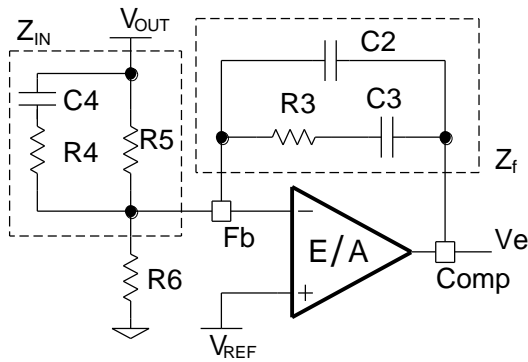 Z_IN
V_OUT
C4
R4
R5
R6
C2
R3
C3
Z_f
Fb
−
E/A
+
V_REF
Ve
Comp